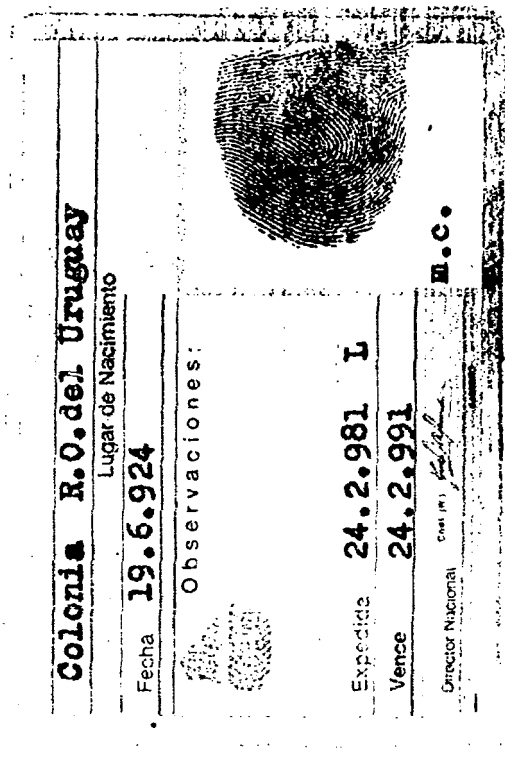 Colonia R.O.del Uruguay
Lugar de Nacimiento
Fecha 19.6.924
Observaciones:
Expedida 24.2.981 L
Vence 24.2.991
m.c.
Director Nacional